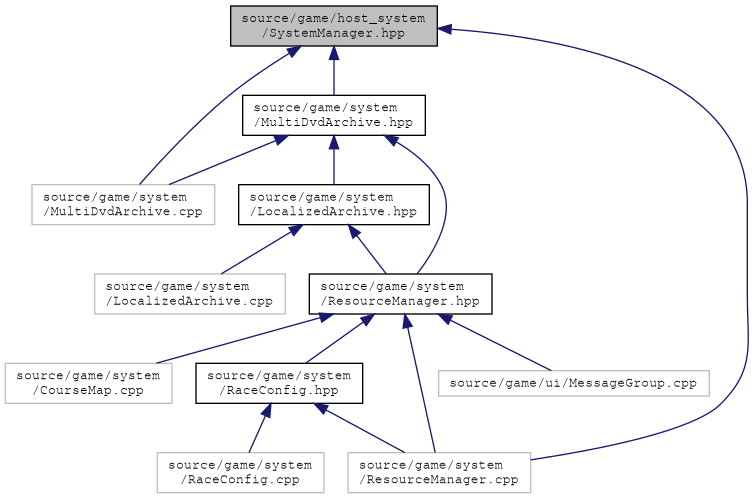 source/game/host_system
/SystemManager.hpp
source/game/system
/MultiDvdArchive.hpp
source/game/system
/MultiDvdArchive.cpp
source/game/system
/LocalizedArchive.hpp
source/game/system
/LocalizedArchive.cpp
source/game/system
/ResourceManager.hpp
source/game/system
/CourseMap.cpp
source/game/system
/RaceConfig.hpp
source/game/ui/MessageGroup.cpp
source/game/system
/RaceConfig.cpp
source/game/system
/ResourceManager.cpp